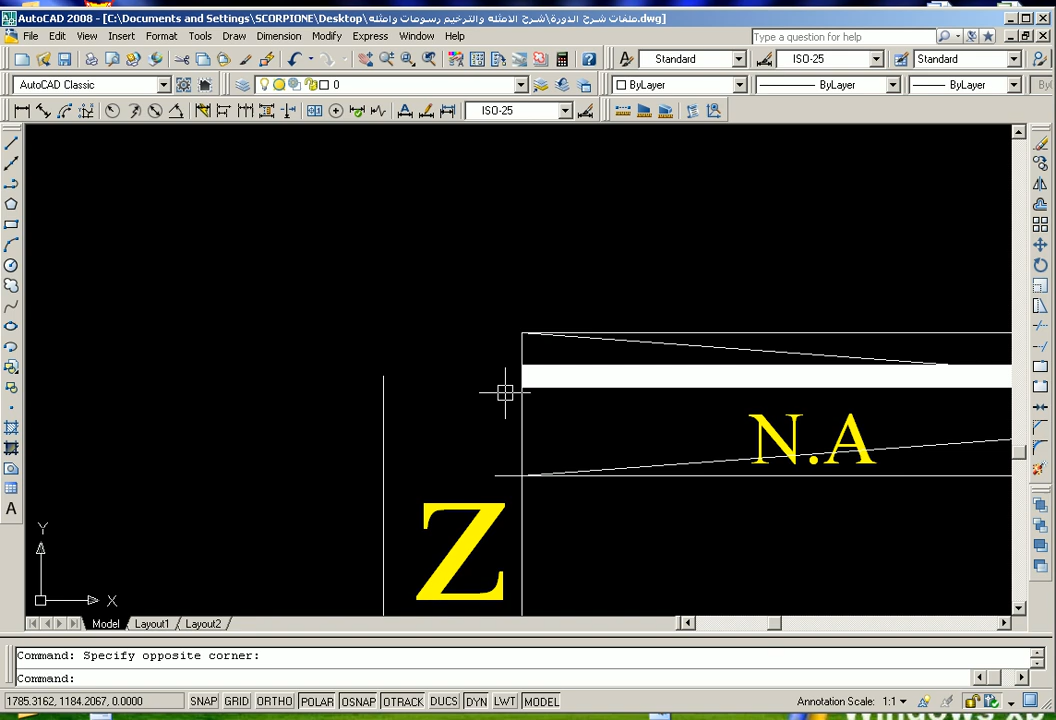 AutoCAD 2008 - [C:\Documents and Settings\SCORPIONE\Desktop\ملفات شرح الدورة\شرح الامثله والترخيم رسومات وامثله.dwg]
File Edit View Insert Format Tools Draw Dimension Modify Express Window Help
Type a question for help
Standard ISO-25 Standard
AutoCAD Classic 0 ByLayer ByLayer ByLayer
ISO-25
N.A
Z
Y
X
Model Layout1 Layout2
Command: Specify opposite corner:
Command:
1785.3162, 1184.2067, 0.0000 SNAP GRID ORTHO POLAR OSNAP OTRACK DUCS DYN LWT MODEL Annotation Scale: 1:1